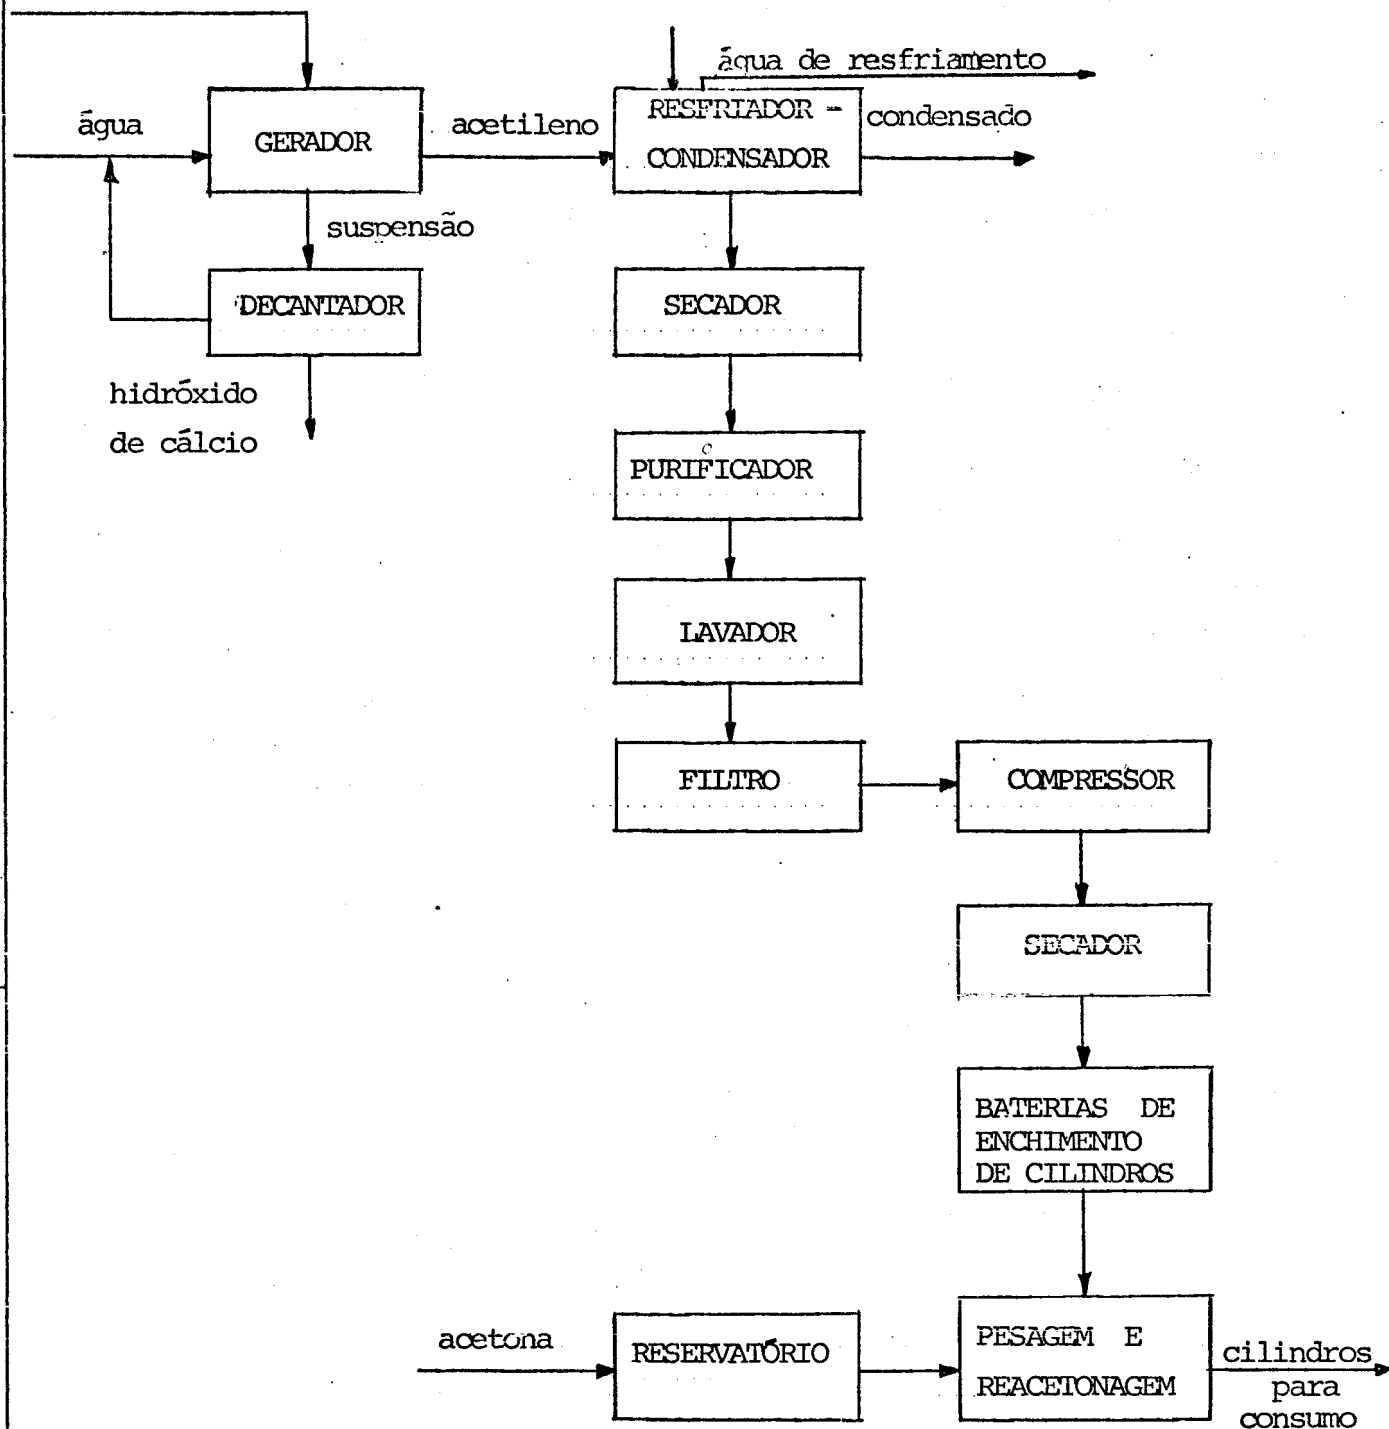 água de resfriamento
água
GERADOR
acetileno
RESFRIADOR -
CONDENSADOR
condensado
suspensão
DECANTADOR
SECADOR
hidróxido
de cálcio
PURIFICADOR
LAVADOR
FILTRO
COMPRESSOR
SECADOR
BATERIAS DE
ENCHIMENTO
DE CILINDROS
acetona
RESERVATÓRIO
PESAGEM E
REACETONAGEM
cilindros
para
consumo